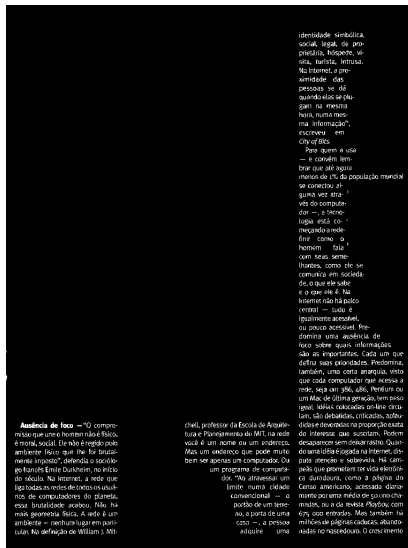 Ausência de foco — "O compro-
misso que une o homem não é físico,
é moral, social. Ele não é regido pelo
ambiente físico que lhe foi brutal-
mente imposto", defendia o sociólo-
go francês Emile Durkheim, no início
do século. Na Internet, a rede que
liga todas as redes de todos os usuá-
rios de computadores do planeta,
essa brutalidade acabou. Não há
mais geometria física. A rede é um
ambiente — nenhum lugar em parti-
cular. Na definição de William J. Mit-
chell, professor da Escola de Arquite-
tura e Planejamento do MIT, na rede
você é um nome ou um endereço.
Mas um endereço que pode muito
bem ser apenas um computador. Ou
um programa de computa-
dor. "Ao atravessar um
limite numa cidade
convencional — o
portão de um terre-
no, a porta de uma
casa —, a pessoa
adquire uma
identidade simbólica,
social, legal, de pro-
prietária, hóspede, vi-
sita, turista, intrusa.
Na Internet, a pro-
ximidade das
pessoas se dá
quando elas se plu-
gam na mesma
hora, numa mes-
ma informação",
escreveu em
City of Bits.
Para quem a usa
— e convém lem-
brar que até agora
menos de 1% da população mundial
se conectou al-
guma vez atra-
vés do computa-
dor —, a tecno-
logia está co-
meçando a rede-
finir como o
homem fala
com seus seme-
lhantes, como ele se
comunica em socieda-
de, o que ele sabe
e o que ele é. Na
Internet não há palco
central — tudo é
igualmente acessível,
ou pouco acessível. Pre-
domina uma ausência de
foco sobre quais informações
são as importantes. Cada um que
defina suas prioridades. Predomina,
também, uma certa anarquia, visto
que cada computador que acessa a
rede, seja um 386, 486, Pentium ou
um Mac de última geração, tem peso
igual. Idéias colocadas on-line circu-
lam, são debatidas, criticadas, aplau-
didas e devoradas na proporção exata
do interesse que suscitam. Podem
desaparecer sem deixar rastro. Quan-
do uma idéia é jogada na Internet, dis-
puta atenção e sobrevida. Há cam-
peãs que prometem ter vida eletrôni-
ca duradoura, como a página do
Censo americano, acessada diaria-
mente por uma média de 50 000 cha-
madas, ou a da revista Playboy, com
625 000 entradas. Mas também há
milhões de páginas caducas, abando-
nadas no nascedouro. O crescimento